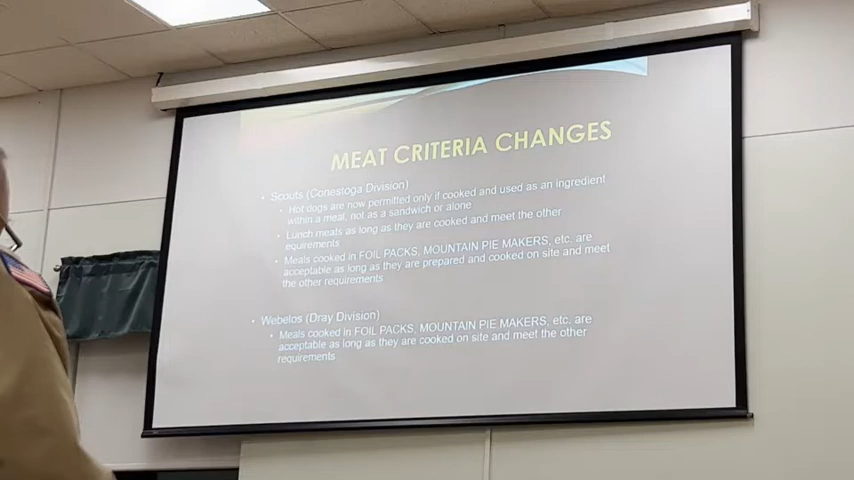 MEAT CRITERIA CHANGES
• Scouts (Conestoga Division)
• Hot dogs are now permitted only if cooked and used as an ingredient
within a meal, not as a sandwich or alone
• Lunch meats as long as they are cooked and meet the other
equirements
• Meals cooked in FOIL PACKS, MOUNTAIN PIE MAKERS, etc. are
acceptable as long as they are prepared and cooked on site and meet
the other requirements
• Webelos (Dray Division)
• Meals cooked in FOIL PACKS, MOUNTAIN PIE MAKERS, etc. are
acceptable as long as they are cooked on site and meet the other
requirements